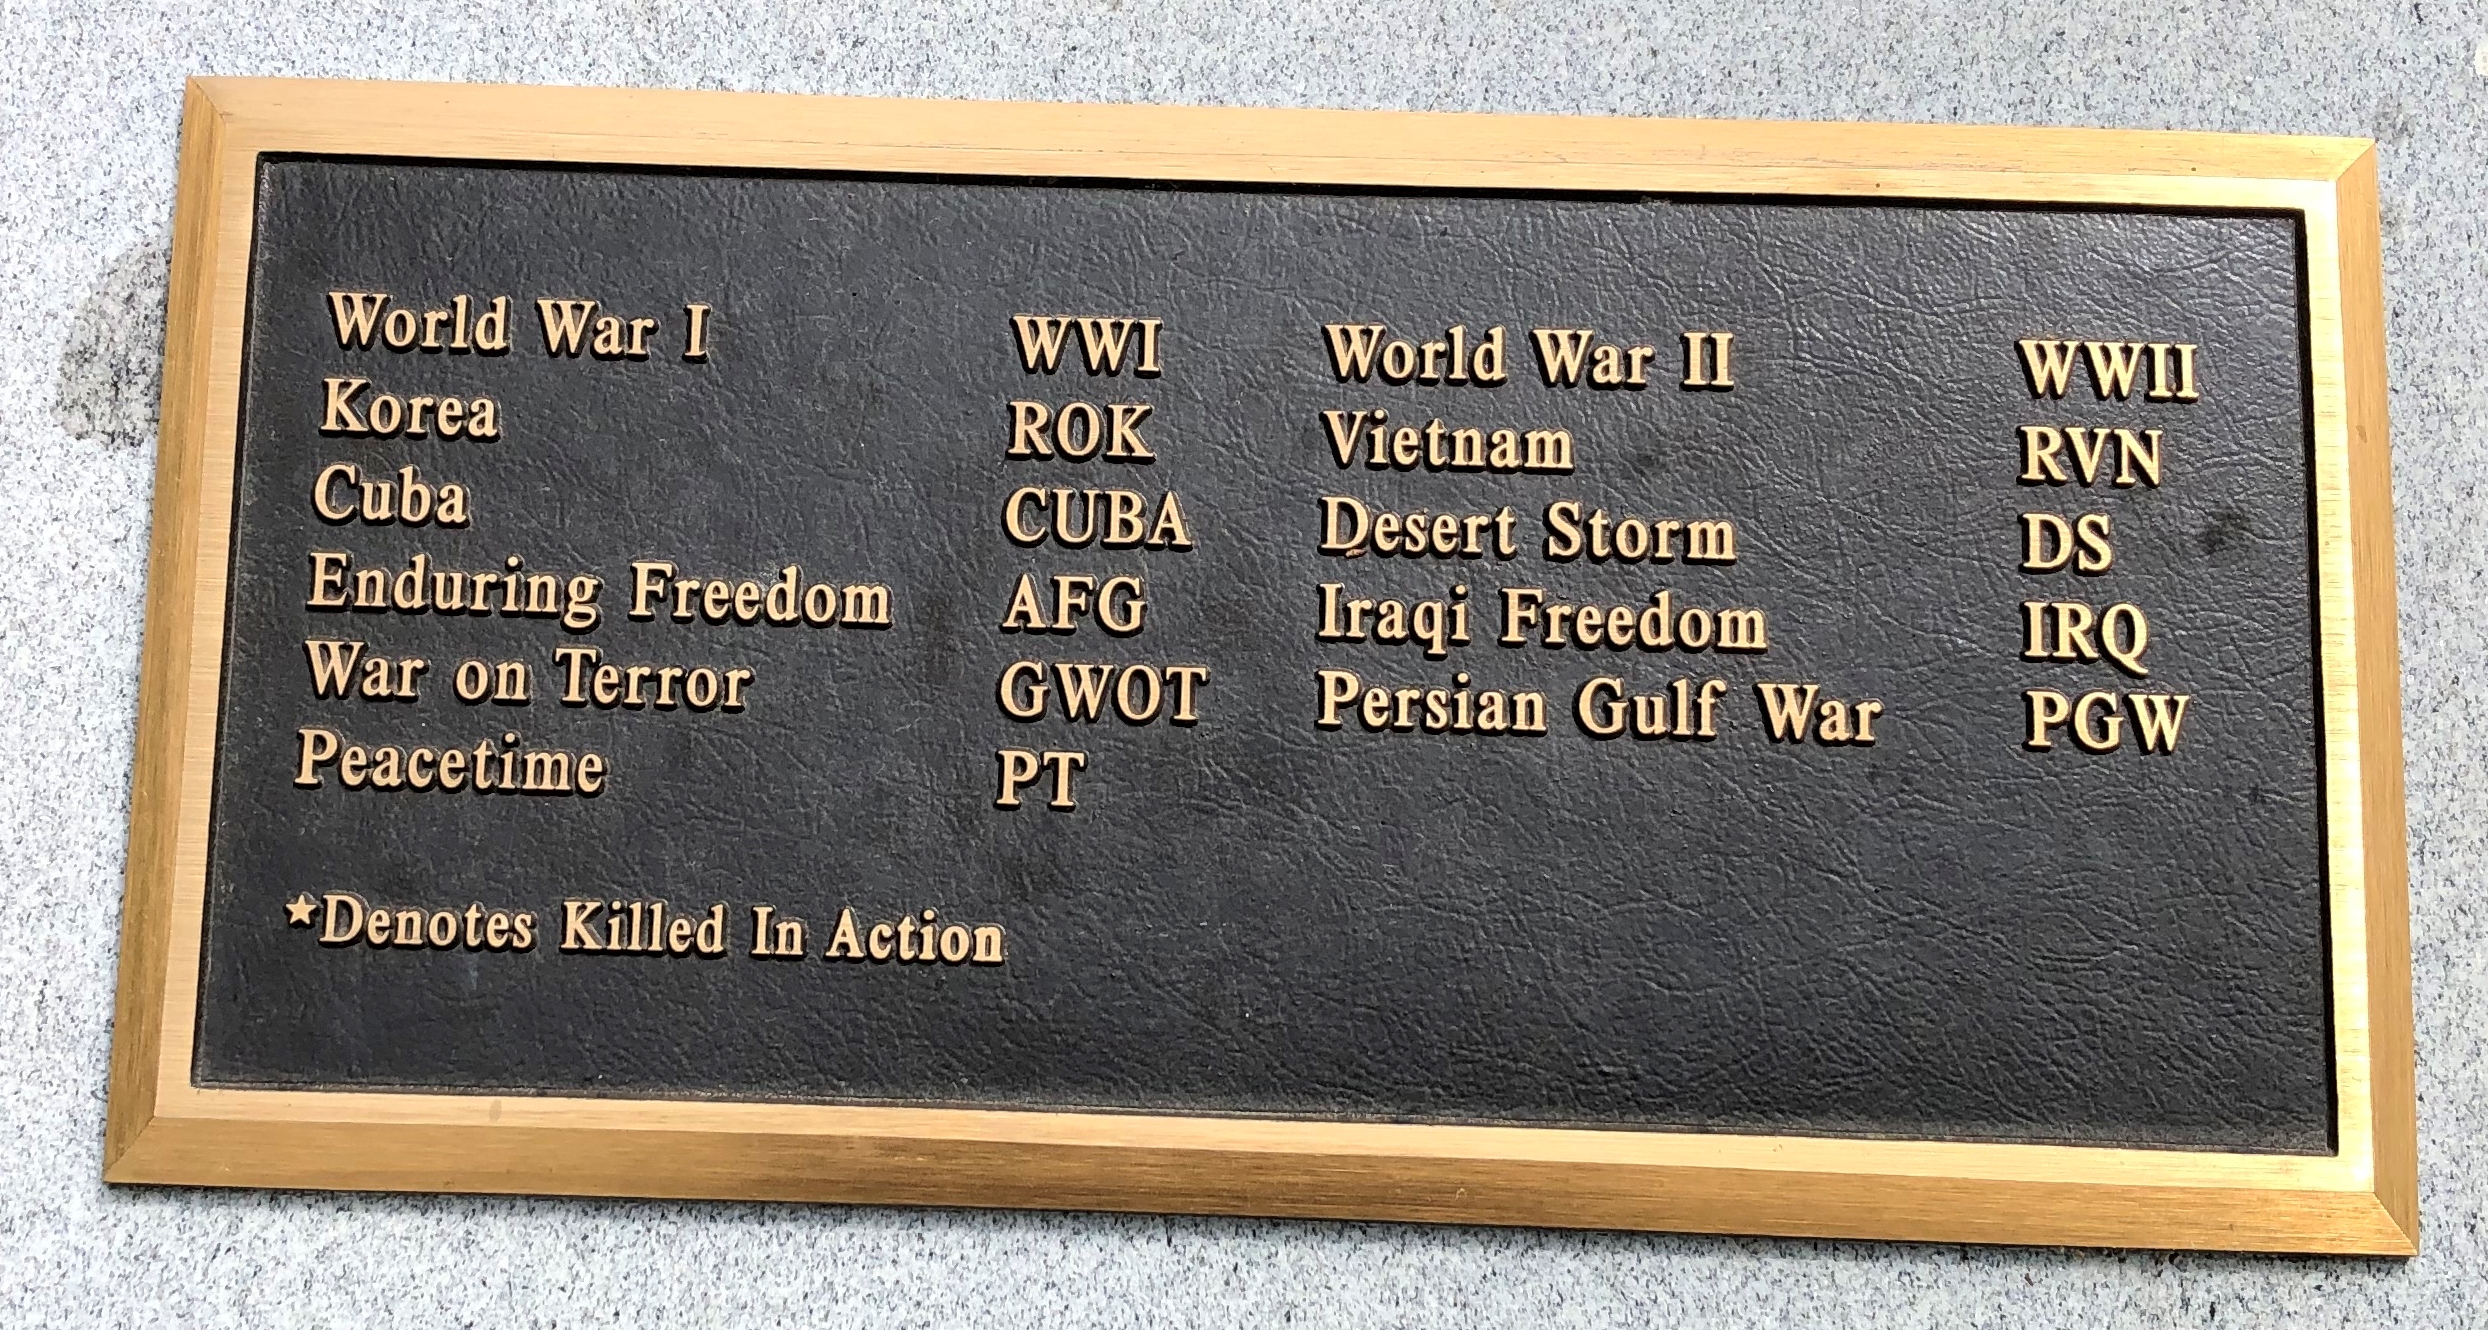 World War I WWI World War II WWII
Korea ROK Vietnam RVN
Cuba CUBA Desert Storm DS
Enduring Freedom AFG Iraqi Freedom IRQ
War on Terror GWOT Persian Gulf War PGW
Peacetime PT
★Denotes Killed In Action